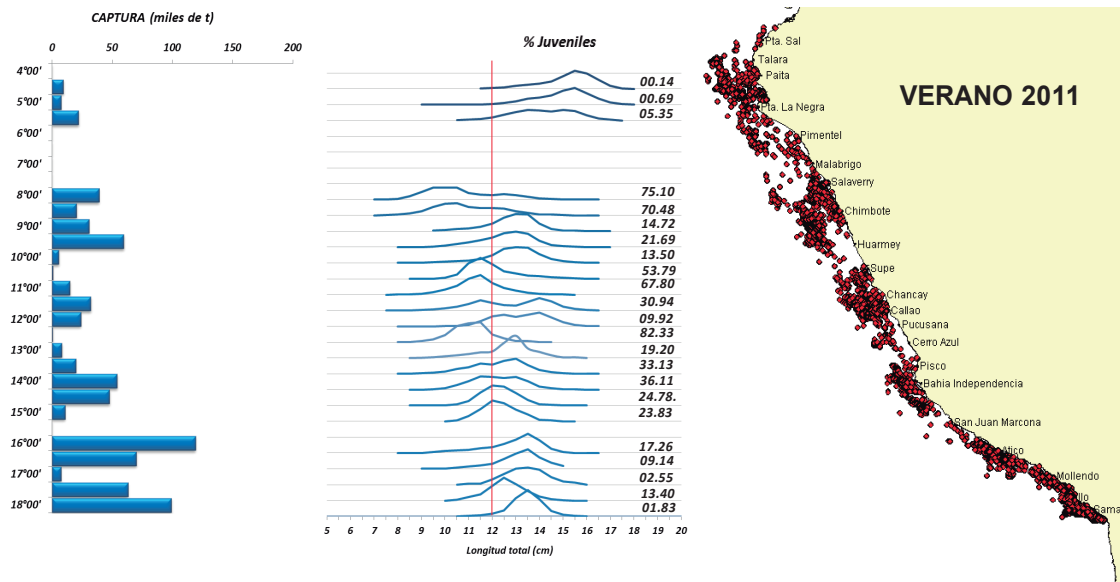 CAPTURA (miles de t)
0 50 100 150 200
4°00'
5°00'
6°00'
7°00'
8°00'
9°00'
10°00'
11°00'
12°00'
13°00'
14°00'
15°00'
16°00'
17°00'
18°00'
% Juveniles
00.14
00.69
05.35
75.10
70.48
14.72
21.69
13.50
53.79
67.80
30.94
09.92
82.33
19.20
33.13
36.11
24.78.
23.83
17.26
09.14
02.55
13.40
01.83
5 6 7 8 9 10 11 12 13 14 15 16 17 18 19 20
Longitud total (cm)
VERANO 2011
Pta. Sal
Talara
Paita
Pta. La Negra
Pimentel
Malabrigo
Salaverry
Chimbote
Huarmey
Supe
Chancay
Callao
Pucusana
Cerro Azul
Pisco
Bahia Independencia
San Juan Marcona
Atico
Mollendo